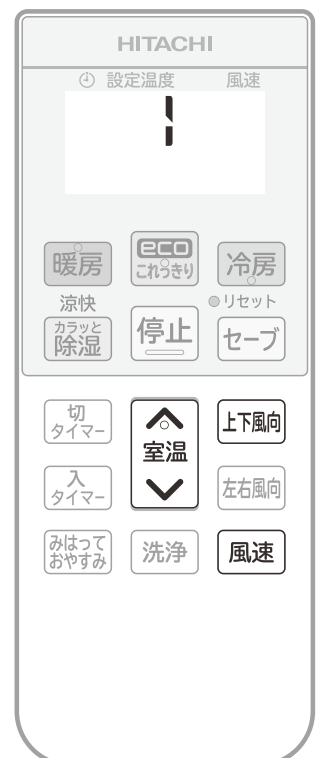 HITACHI
設定温度 風速
1
暖房 eco これっきり 冷房
涼快 リセット
カラッと
除湿 停止 セーブ
切
タイマー 上下風向
室温
入
タイマー 左右風向
みはって
おやすみ 洗浄 風速